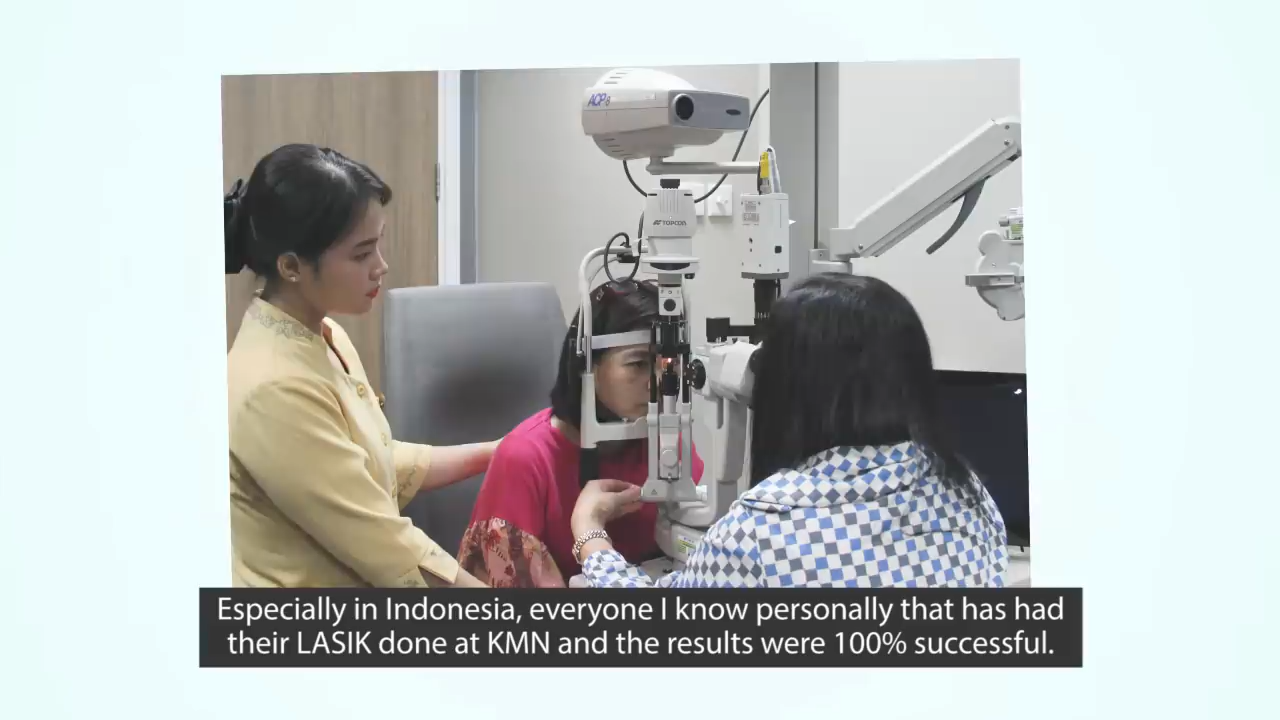 ACP8
TOPCON
Especially in Indonesia, everyone I know personally that has had
their LASIK done at KMN and the results were 100% successful.